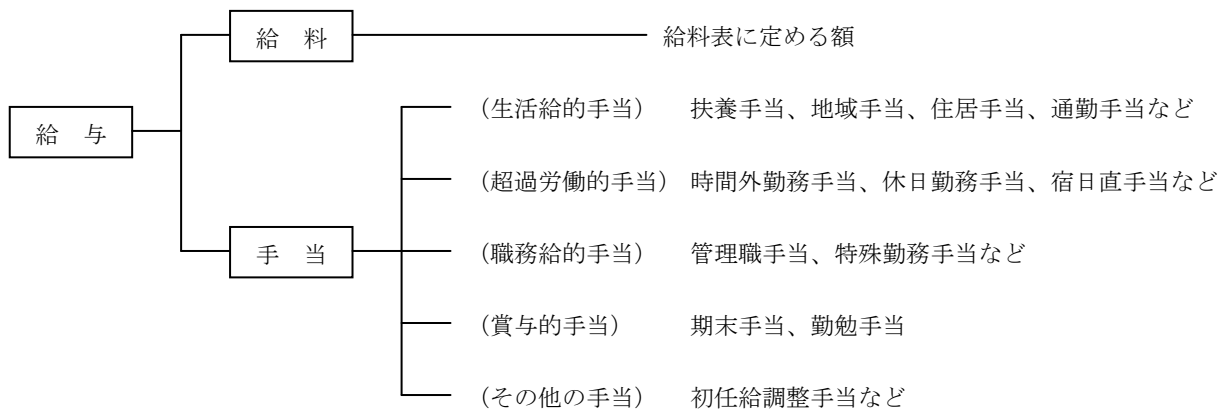 給 料 給料表に定める額
(生活給的手当) 扶養手当、地域手当、住居手当、通勤手当など
給 与
(超過労働的手当) 時間外勤務手当、休日勤務手当、宿日直手当など
手 当 (職務給的手当) 管理職手当、特殊勤務手当など
(賞与的手当) 期末手当、勤勉手当
(その他の手当) 初任給調整手当など